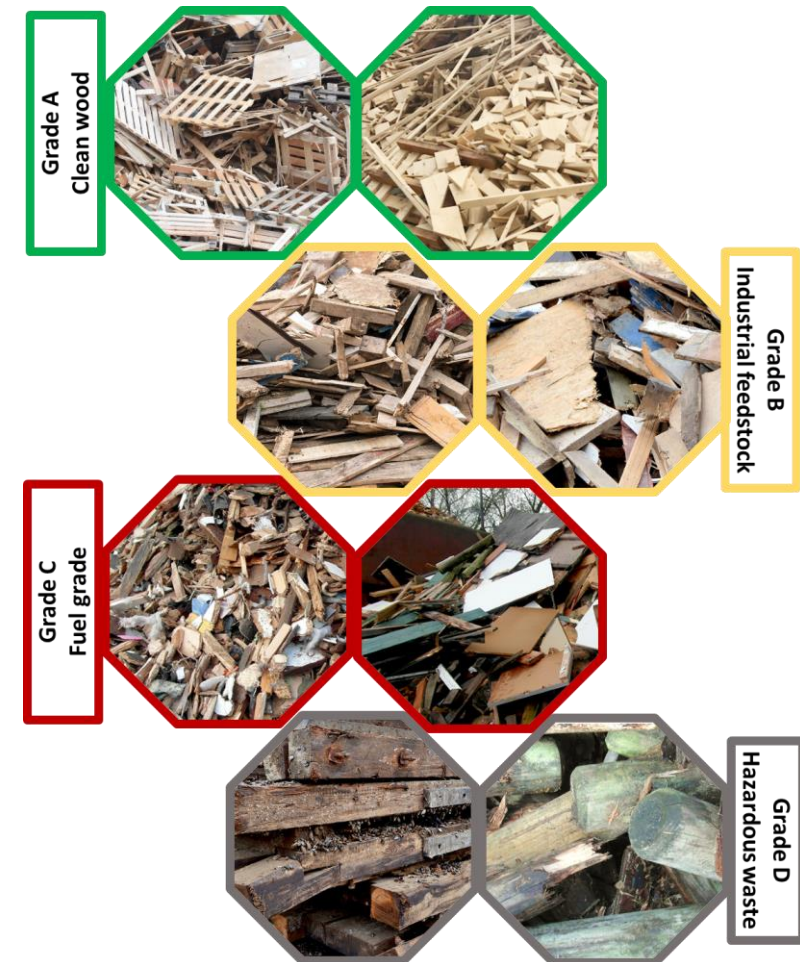 Grade A
Clean wood
Grade B
Industrial feedstock
Grade C
Fuel grade
Grade D
Hazardous waste